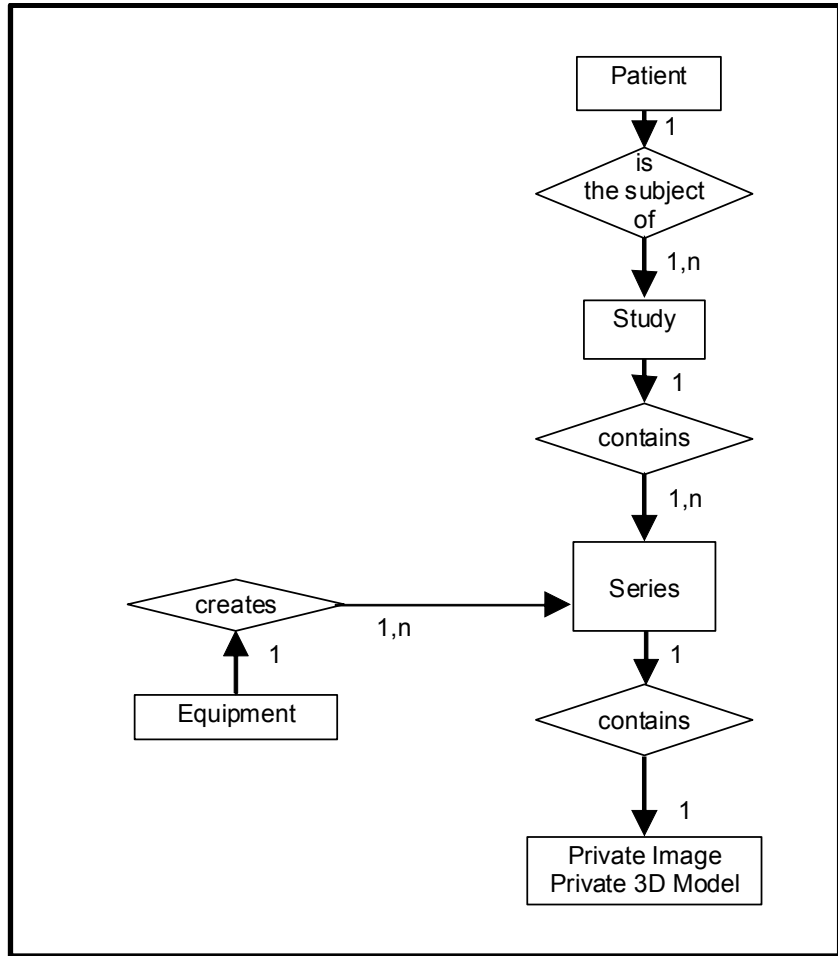 Patient
1
is
the subject
of
1,n
Study
1
contains
1,n
Series
creates
1,n
1
Equipment
1
contains
1
Private Image
Private 3D Model